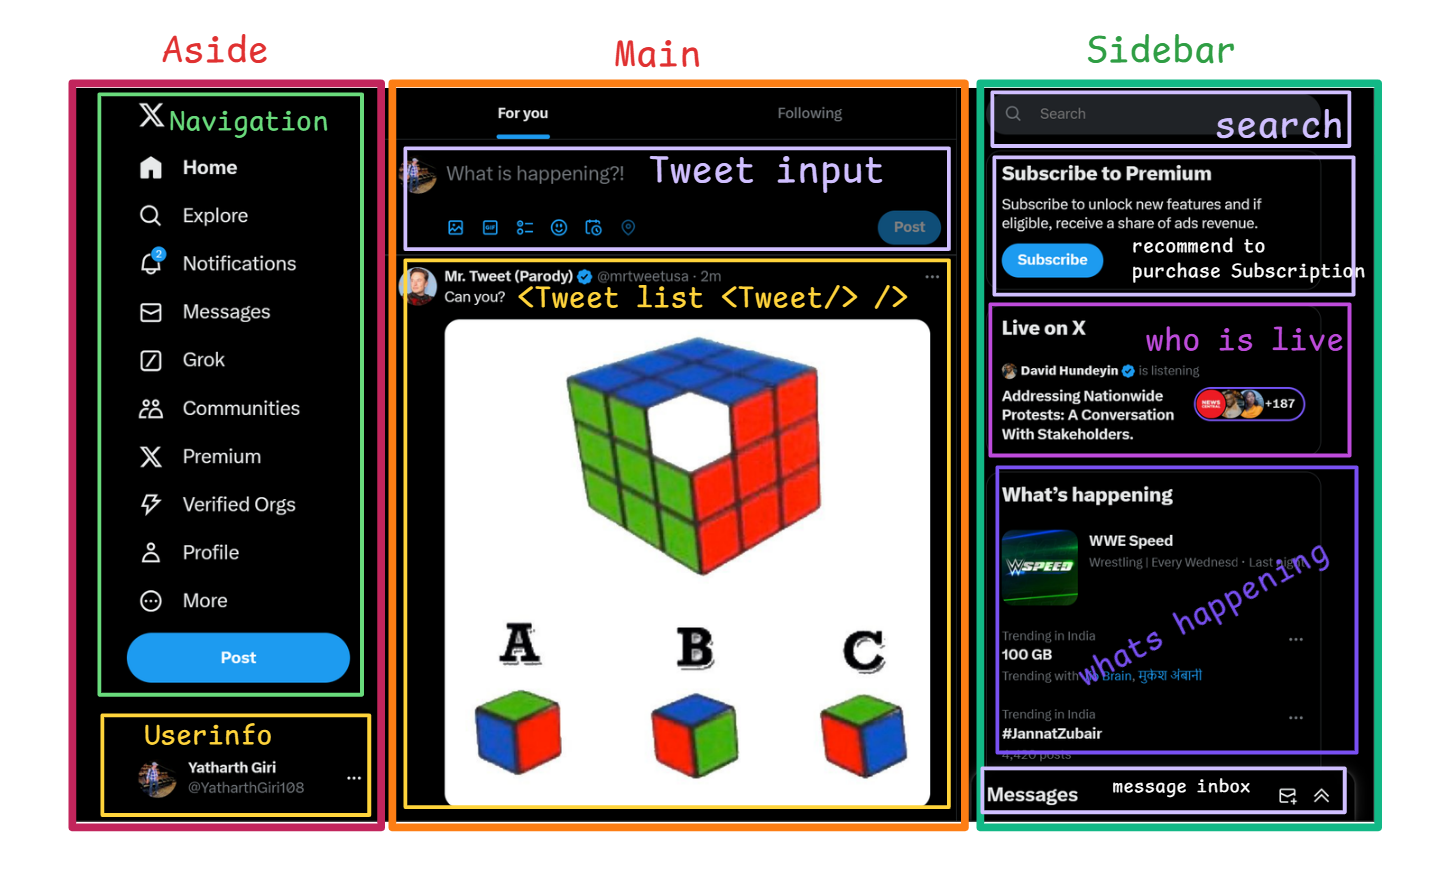 Aside
Main
Sidebar
Navigation
Home
Explore
2
Notifications
Messages
Grok
Communities
Premium
Verified Orgs
Profile
More
Post
Userinfo
Yatharth Giri
@YatharthGiri108
For you
Following
What is happening?!
Tweet input
GIF
Post
Mr. Tweet (Parody) @mrtweetusa · 2m
Can you?
<Tweet list <Tweet/> />
A B C
Search
search
Subscribe to Premium
Subscribe to unlock new features and if
eligible, receive a share of ads revenue.
Subscribe
recommend to
purchase Subscription
Live on X
who is live
David Hundeyin is listening
Addressing Nationwide
Protests: A Conversation
With Stakeholders.
NEWS
CENTRAL
+187
What's happening
WWE Speed
Wrestling | Every Wednesd · Last night
W SPEED
whats happening
Trending in India
100 GB
Trending with Brain, मुकेश अंबानी
Trending in India
#JannatZubair
4,420 posts
Messages
message inbox